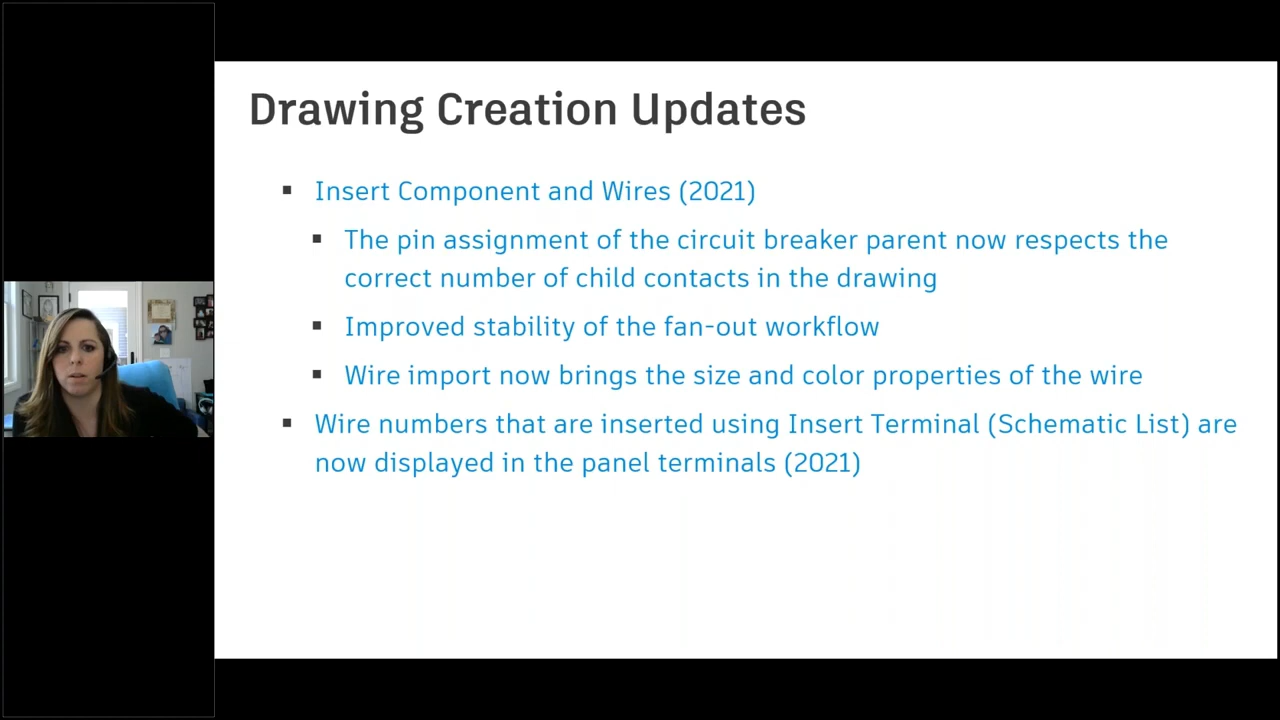 Drawing Creation Updates
Insert Component and Wires (2021)
The pin assignment of the circuit breaker parent now respects the
correct number of child contacts in the drawing
Improved stability of the fan-out workflow
Wire import now brings the size and color properties of the wire
Wire numbers that are inserted using Insert Terminal (Schematic List) are
now displayed in the panel terminals (2021)